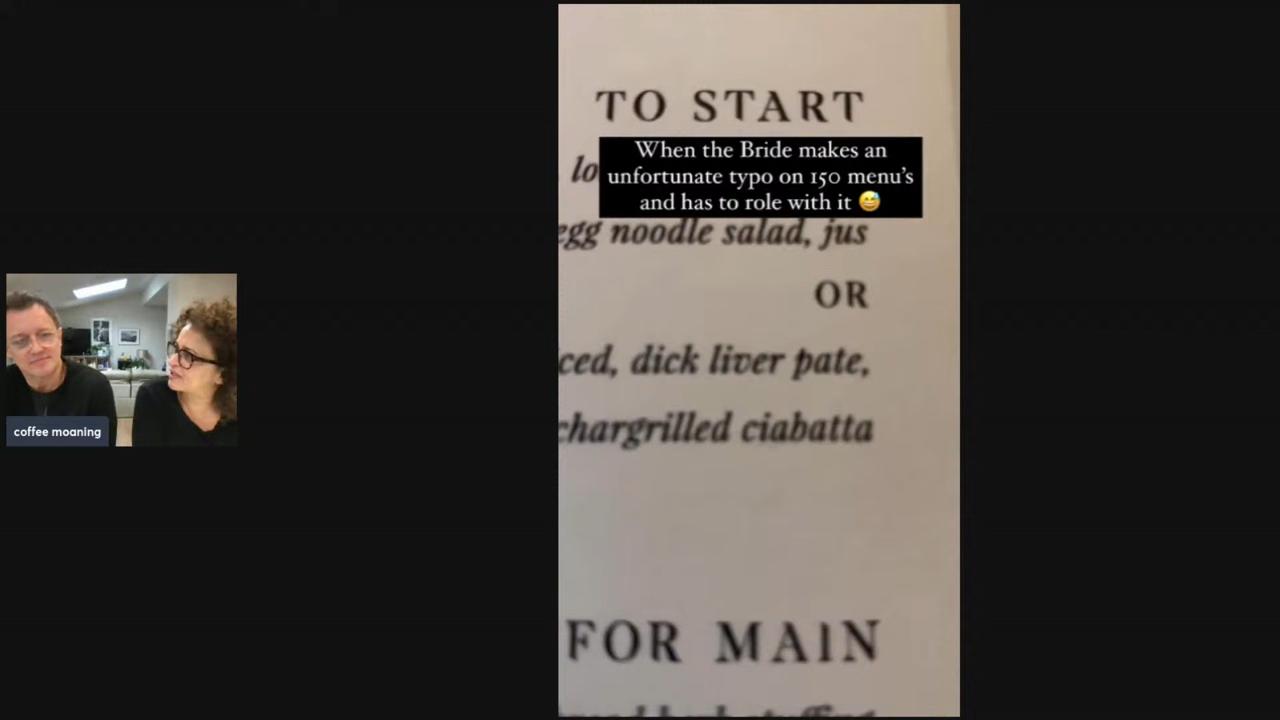 TO START
lo
When the Bride makes an
unfortunate typo on 150 menu's
and has to role with it 😅
egg noodle salad, jus
OR
ced, dick liver pate,
chargrilled ciabatta
FOR MAIN
coffee moaning